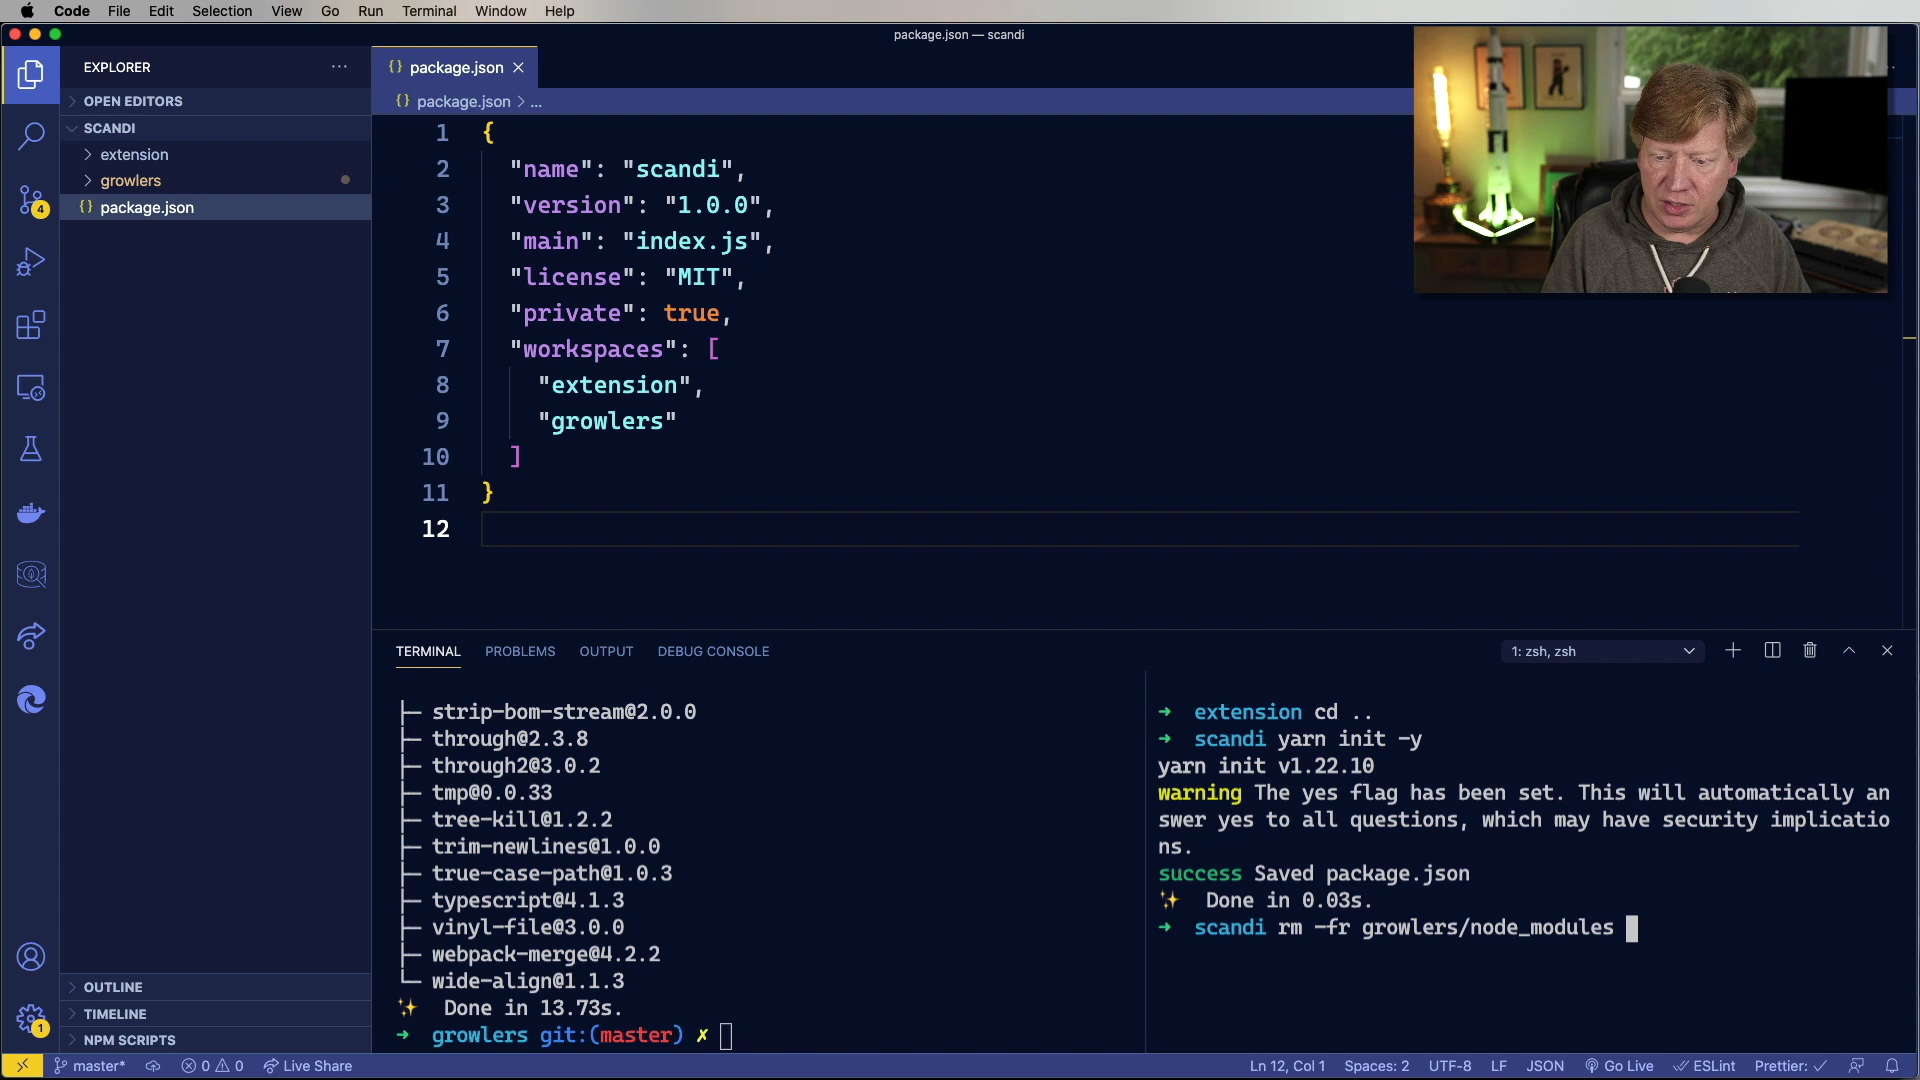 Code File Edit Selection View Go Run Terminal Window Help
package.json — scandi
EXPLORER
OPEN EDITORS
SCANDI
extension
growlers
{} package.json
4
1
OUTLINE
TIMELINE
NPM SCRIPTS
{} package.json
{} package.json > ...
1 {
2 "name": "scandi",
3 "version": "1.0.0",
4 "main": "index.js",
5 "license": "MIT",
6 "private": true,
7 "workspaces": [
8 "extension",
9 "growlers"
10 ]
11 }
12
TERMINAL PROBLEMS OUTPUT DEBUG CONSOLE
1: zsh, zsh
├─ strip-bom-stream@2.0.0
├─ through@2.3.8
├─ through2@3.0.2
├─ tmp@0.0.33
├─ tree-kill@1.2.2
├─ trim-newlines@1.0.0
├─ true-case-path@1.0.3
├─ typescript@4.1.3
├─ vinyl-file@3.0.0
├─ webpack-merge@4.2.2
└─ wide-align@1.1.3
✨ Done in 13.73s.
➜ growlers git:(master) ✗
➜ extension cd ..
➜ scandi yarn init -y
yarn init v1.22.10
warning The yes flag has been set. This will automatically an
swer yes to all questions, which may have security implicatio
ns.
success Saved package.json
✨ Done in 0.03s.
➜ scandi rm -fr growlers/node_modules
master* 0 0 Live Share
Ln 12, Col 1 Spaces: 2 UTF-8 LF JSON Go Live ESLint Prettier: ✓